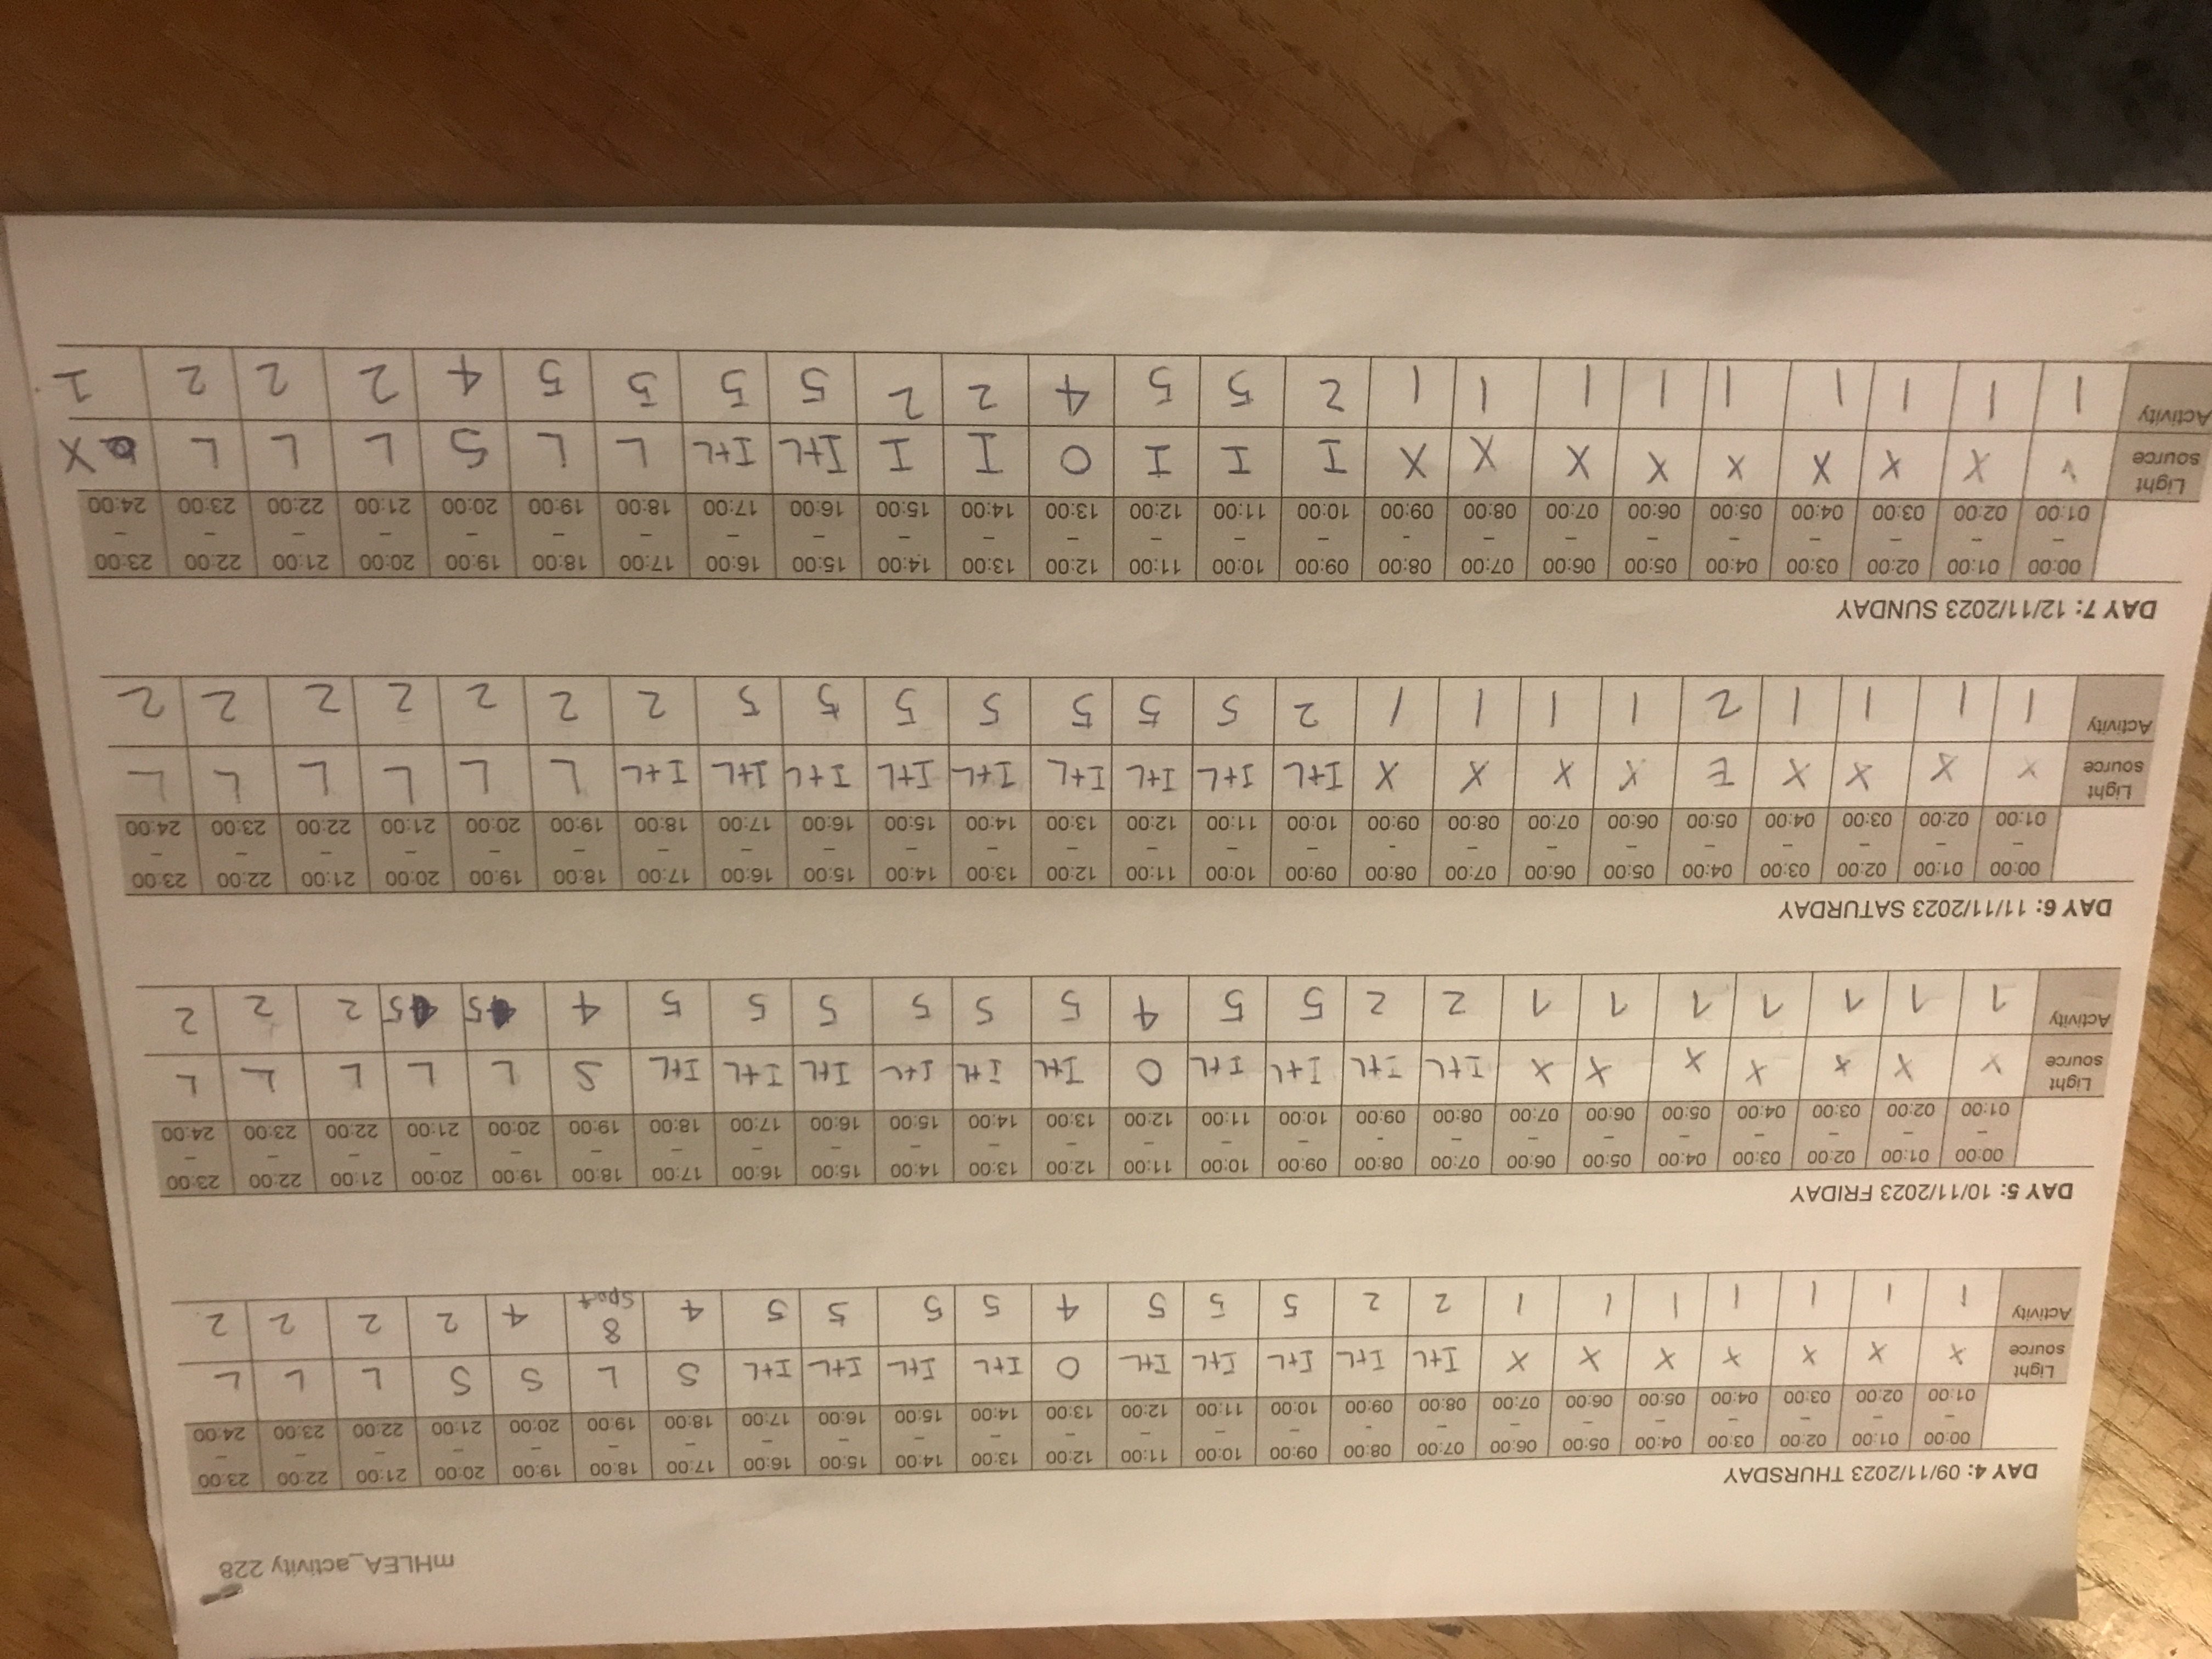 mHLEA_activity 228
DAY 4: 09/11/2023 THURSDAY
00:00 – 01:00 01:00 – 02:00 02:00 – 03:00 03:00 – 04:00 04:00 – 05:00 05:00 – 06:00 06:00 – 07:00 07:00 – 08:00 08:00 - 09:00 09:00 – 10:00 10:00 – 11:00 11:00 – 12:00 12:00 – 13:00 13:00 – 14:00 14:00 – 15:00 15:00 – 16:00 16:00 – 17:00 17:00 – 18:00 18:00 – 19:00 19:00 – 20:00 20:00 – 21:00 21:00 – 22:00 22:00 – 23:00 23:00 – 24:00
Light source X X X X X X X I+L I+L I+L I+L I+L O I+L I+L I+L I+L S L S S L L L
Activity 1 1 1 1 1 1 1 2 2 5 5 5 4 5 5 5 5 4 8 sport 4 2 2 2 2
DAY 5: 10/11/2023 FRIDAY
00:00 – 01:00 01:00 – 02:00 02:00 – 03:00 03:00 – 04:00 04:00 – 05:00 05:00 – 06:00 06:00 – 07:00 07:00 – 08:00 08:00 - 09:00 09:00 – 10:00 10:00 – 11:00 11:00 – 12:00 12:00 – 13:00 13:00 – 14:00 14:00 – 15:00 15:00 – 16:00 16:00 – 17:00 17:00 – 18:00 18:00 – 19:00 19:00 – 20:00 20:00 – 21:00 21:00 – 22:00 22:00 – 23:00 23:00 – 24:00
Light source X X X X X X X I+L I+L I+L I+L O I+L I+L I+L I+L I+L I+L S L L L L L
Activity 1 1 1 1 1 1 1 2 2 5 5 4 5 5 5 5 5 5 4 5 5 2 2 2
DAY 6: 11/11/2023 SATURDAY
00:00 – 01:00 01:00 – 02:00 02:00 – 03:00 03:00 – 04:00 04:00 – 05:00 05:00 – 06:00 06:00 – 07:00 07:00 – 08:00 08:00 - 09:00 09:00 – 10:00 10:00 – 11:00 11:00 – 12:00 12:00 – 13:00 13:00 – 14:00 14:00 – 15:00 15:00 – 16:00 16:00 – 17:00 17:00 – 18:00 18:00 – 19:00 19:00 – 20:00 20:00 – 21:00 21:00 – 22:00 22:00 – 23:00 23:00 – 24:00
Light source X X X X E X X X X I+L I+L I+L I+L I+L I+L I+L I+L I+L L L L L L L
Activity 1 1 1 1 2 1 1 1 1 2 5 5 5 5 5 5 5 2 2 2 2 2 2 2
DAY 7: 12/11/2023 SUNDAY
00:00 – 01:00 01:00 – 02:00 02:00 – 03:00 03:00 – 04:00 04:00 – 05:00 05:00 – 06:00 06:00 – 07:00 07:00 – 08:00 08:00 - 09:00 09:00 – 10:00 10:00 – 11:00 11:00 – 12:00 12:00 – 13:00 13:00 – 14:00 14:00 – 15:00 15:00 – 16:00 16:00 – 17:00 17:00 – 18:00 18:00 – 19:00 19:00 – 20:00 20:00 – 21:00 21:00 – 22:00 22:00 – 23:00 23:00 – 24:00
Light source X X X X X X X X X I I I O I I I+L I+L L L S L L L X
Activity 1 1 1 1 1 1 1 1 1 2 5 5 4 2 2 5 5 5 5 4 2 2 2 1